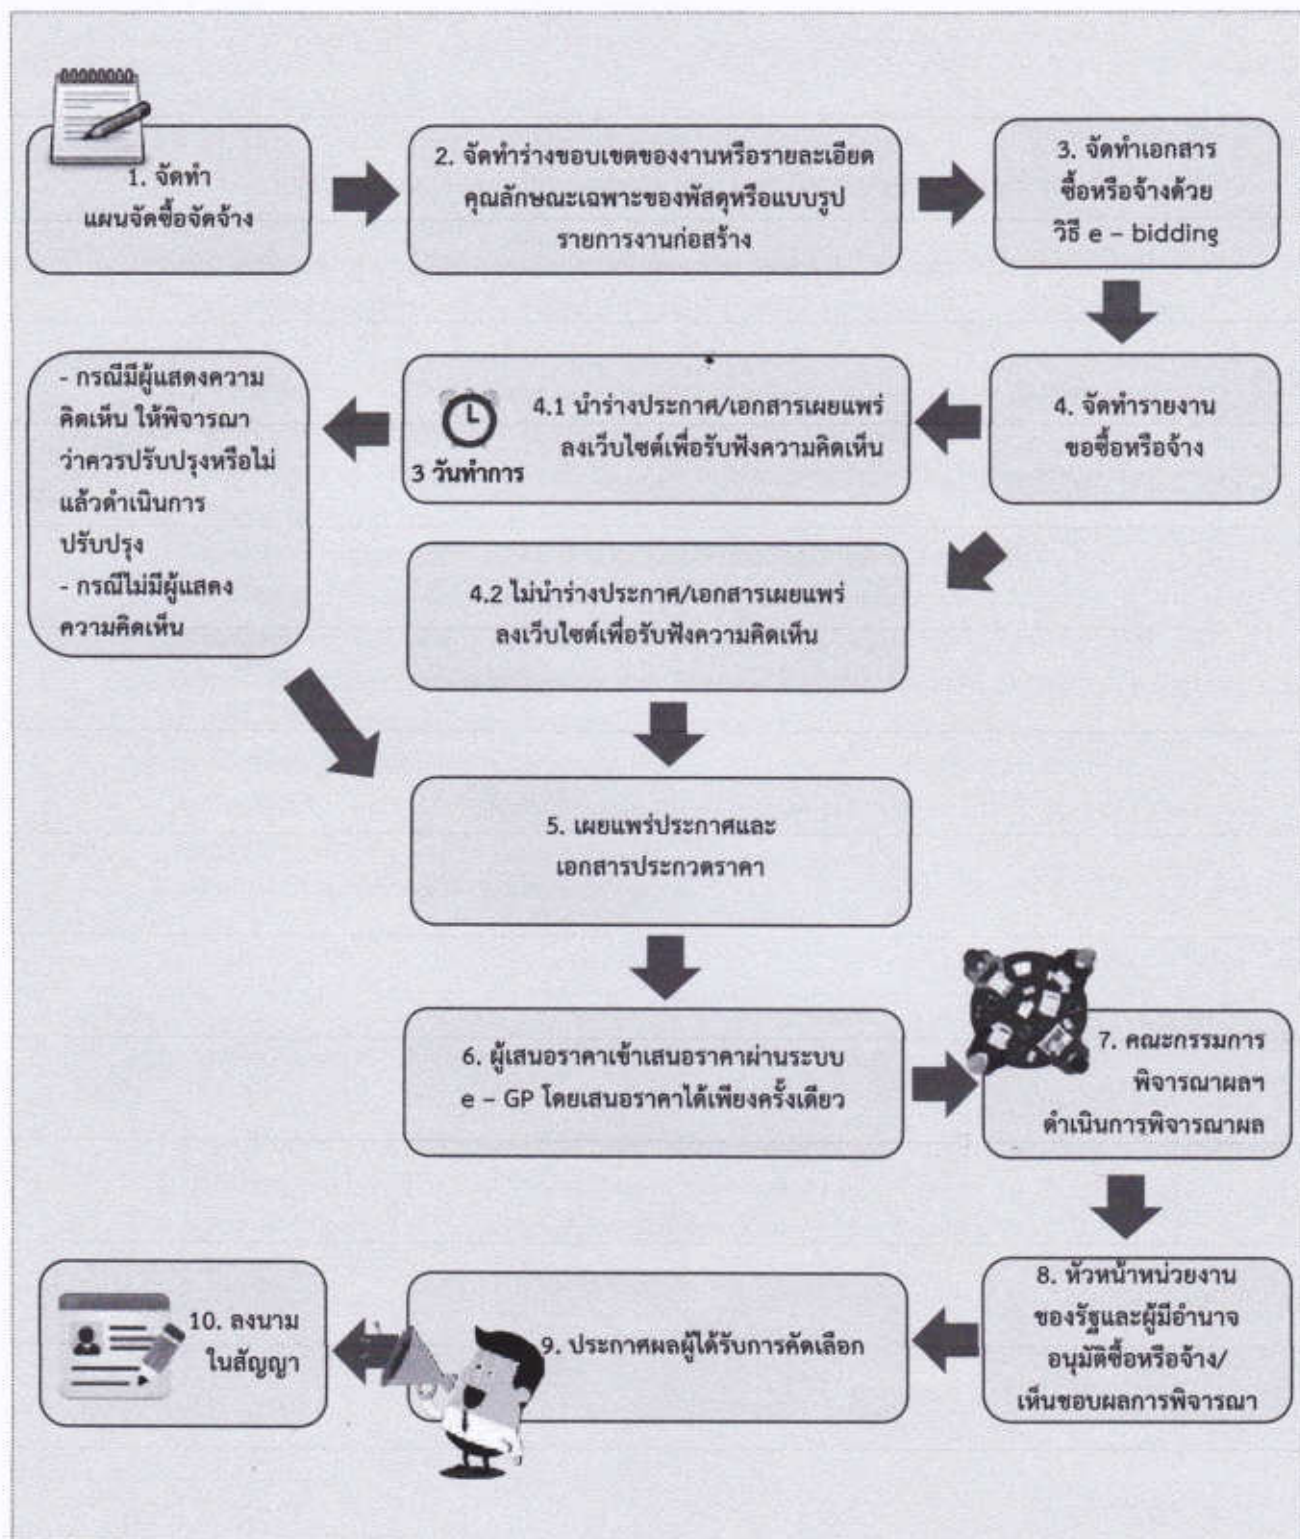 1. จัดทำ
แผนจัดซื้อจัดจ้าง
2. จัดทำร่างขอบเขตของงานหรือรายละเอียด
คุณลักษณะเฉพาะของพัสดุหรือแบบรูป
รายการงานก่อสร้าง
3. จัดทำเอกสาร
ซื้อหรือจ้างด้วย
วิธี e – bidding
4. จัดทำรายงาน
ขอซื้อหรือจ้าง
4.1 นำร่างประกาศ/เอกสารเผยแพร่
ลงเว็บไซต์เพื่อรับฟังความคิดเห็น
3 วันทำการ
- กรณีมีผู้แสดงความ
คิดเห็น ให้พิจารณา
ว่าควรปรับปรุงหรือไม่
แล้วดำเนินการ
ปรับปรุง
- กรณีไม่มีผู้แสดง
ความคิดเห็น
4.2 ไม่นำร่างประกาศ/เอกสารเผยแพร่
ลงเว็บไซต์เพื่อรับฟังความคิดเห็น
5. เผยแพร่ประกาศและ
เอกสารประกวดราคา
6. ผู้เสนอราคาเข้าเสนอราคาผ่านระบบ
e – GP โดยเสนอราคาได้เพียงครั้งเดียว
7. คณะกรรมการ
พิจารณาผลฯ
ดำเนินการพิจารณาผล
8. หัวหน้าหน่วยงาน
ของรัฐและผู้มีอำนาจ
อนุมัติซื้อหรือจ้าง/
เห็นชอบผลการพิจารณา
9. ประกาศผลผู้ได้รับการคัดเลือก
10. ลงนาม
ในสัญญา